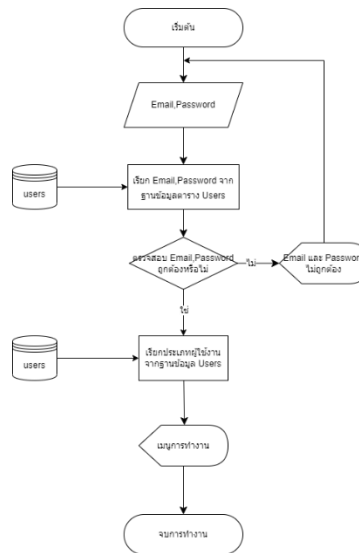 เริ่มต้น
Email,Password
เรียก Email,Password จาก
ฐานข้อมูลตาราง Users
users
ตรวจสอบ Email,Password
ถูกต้องหรือไม่
ไม่
Email และ Password
ไม่ถูกต้อง
ใช่
เรียกประเภทผู้ใช้งาน
จากฐานข้อมูล Users
users
เมนูการทำงาน
จบการทำงาน